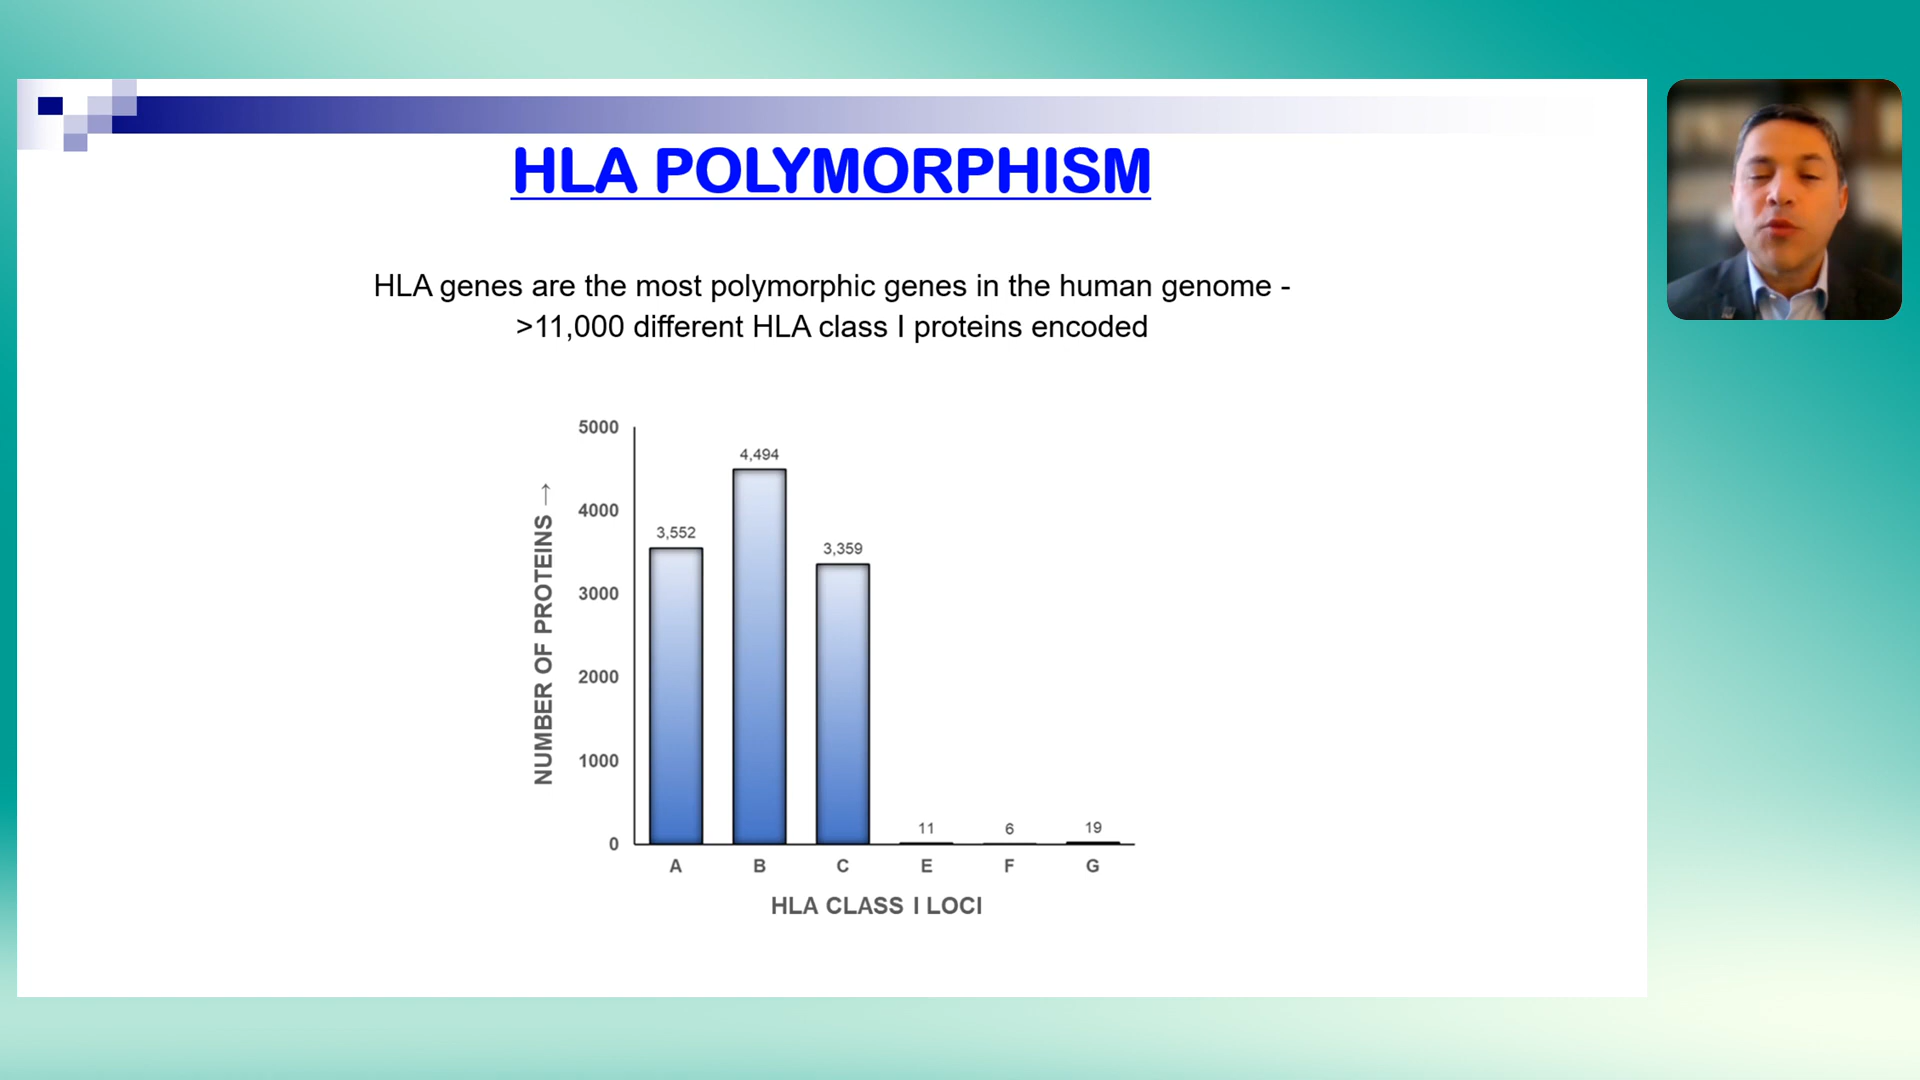 HLA POLYMORPHISM
HLA genes are the most polymorphic genes in the human genome -
>11,000 different HLA class I proteins encoded
NUMBER OF PROTEINS →
5000
4000
3000
2000
1000
0
3,552
4,494
3,359
11
6
19
A B C E F G
HLA CLASS I LOCI